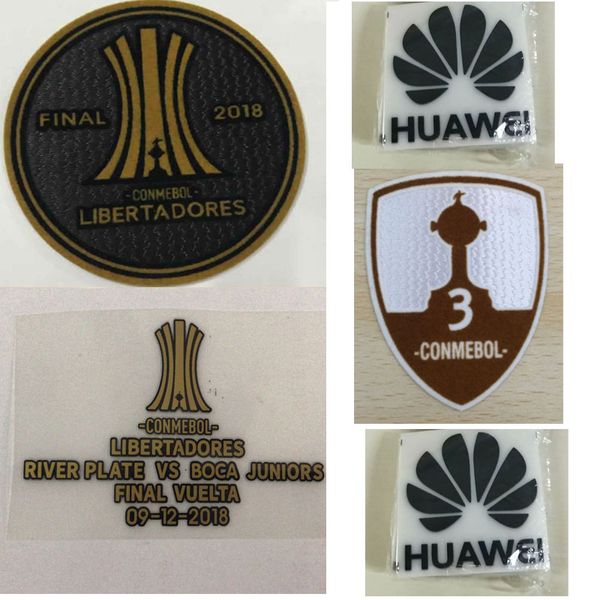 FINAL 2018
-CONMEBOL-
LIBERTADORES
HUAWEI
3
-CONMEBOL-
-CONMEBOL-
LIBERTADORES
RIVER PLATE VS BOCA JUNIORS
FINAL VUELTA
09-12-2018
HUAWEI